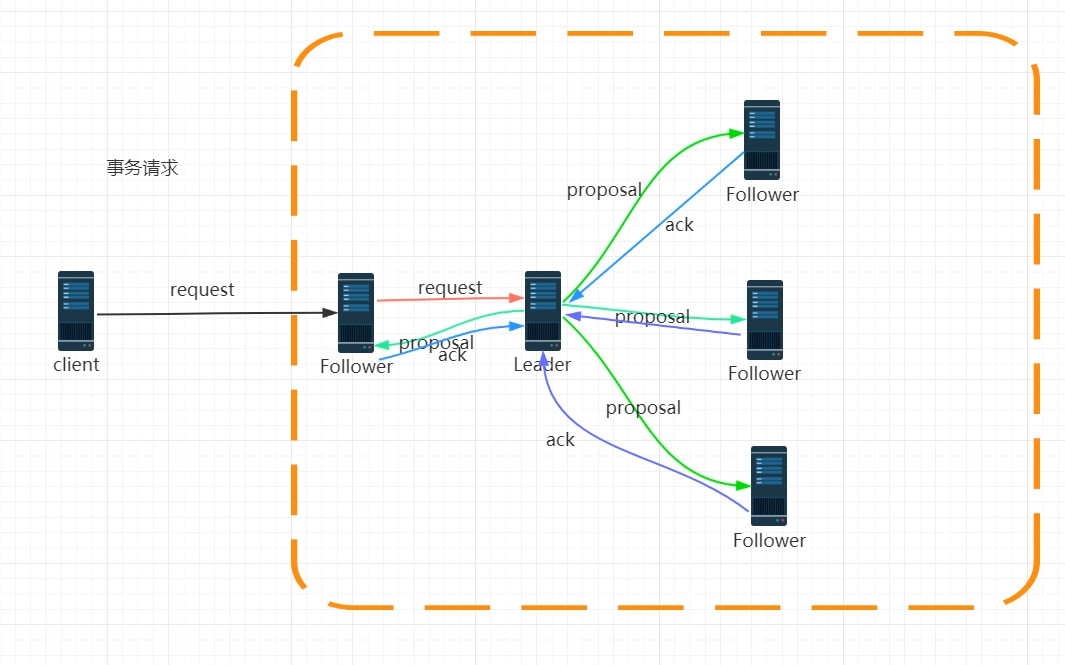 事务请求
proposal
Follower
ack
request
request
proposal
proposal
ack
client
Follower
Leader
Follower
proposal
ack
Follower